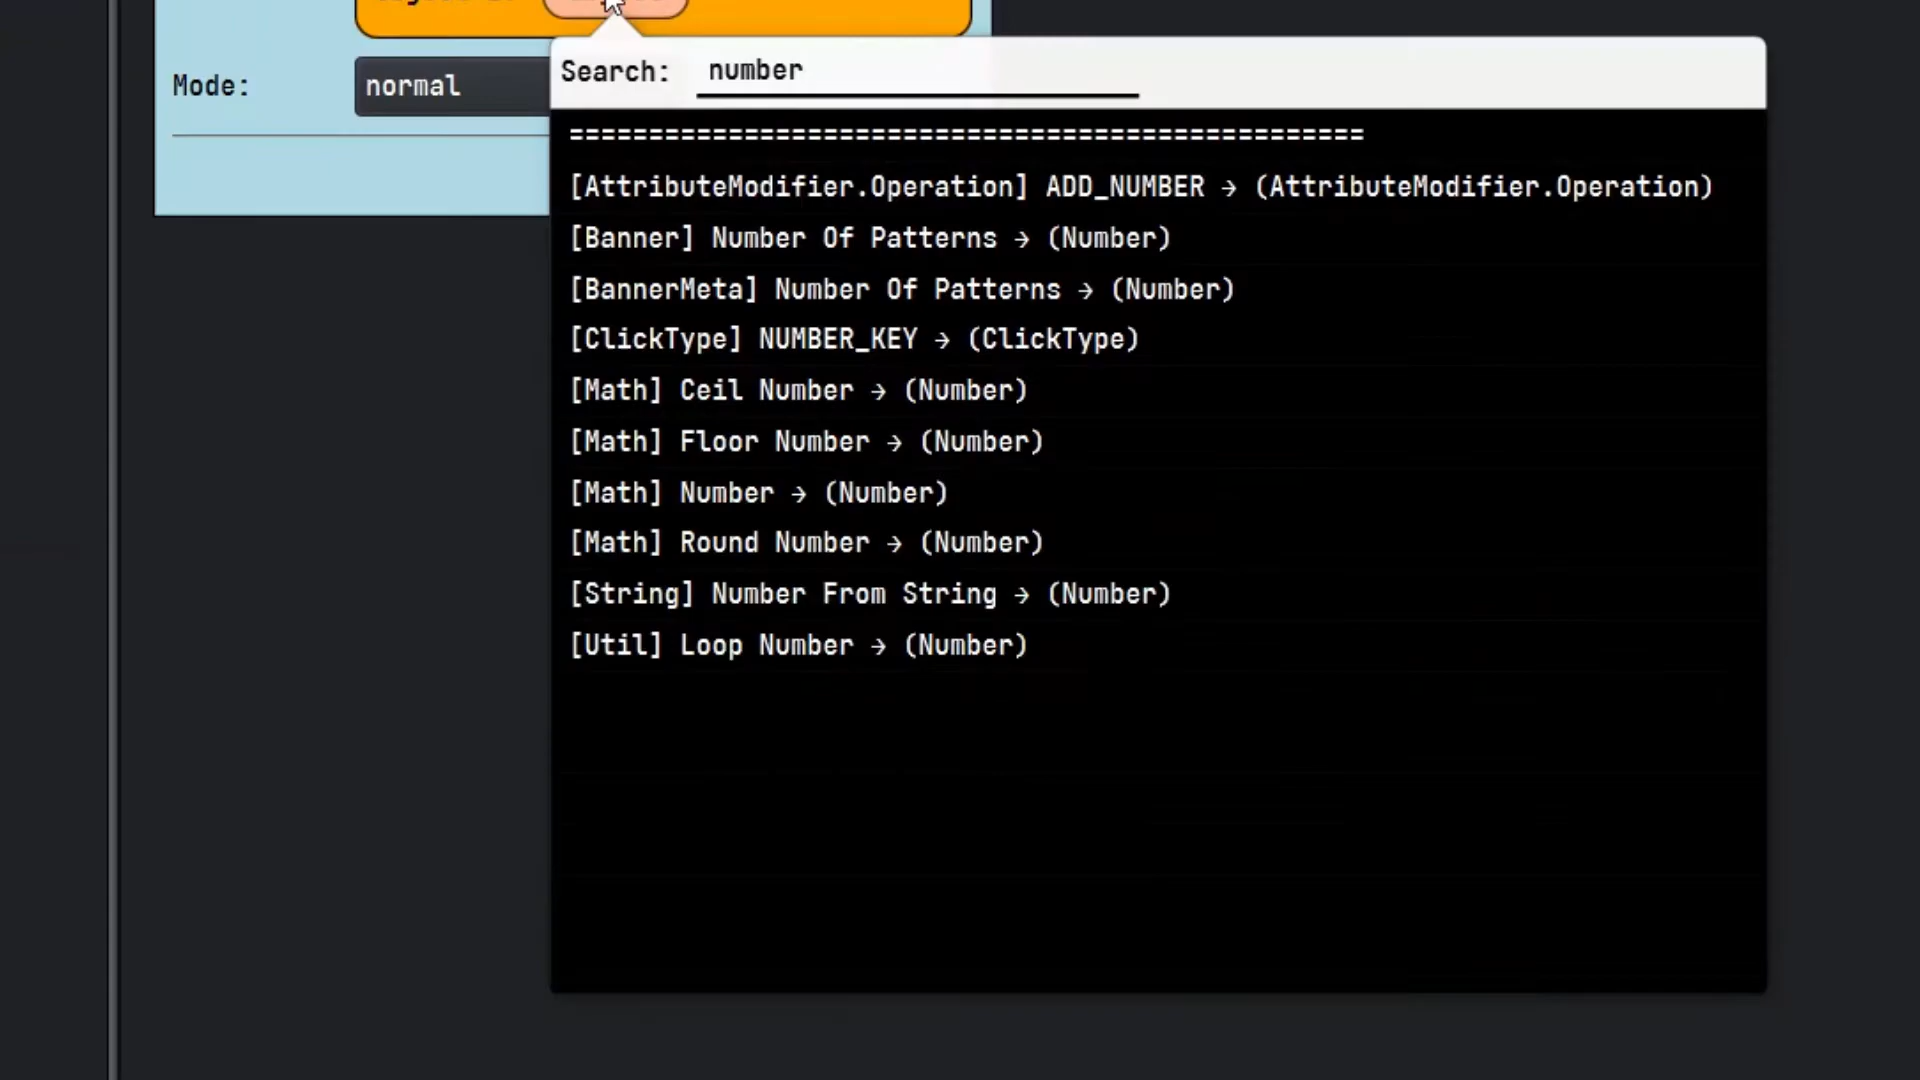 Search: number
Mode: normal
==================================================
[AttributeModifier.Operation] ADD_NUMBER → (AttributeModifier.Operation)
[Banner] Number Of Patterns → (Number)
[BannerMeta] Number Of Patterns → (Number)
[ClickType] NUMBER_KEY → (ClickType)
[Math] Ceil Number → (Number)
[Math] Floor Number → (Number)
[Math] Number → (Number)
[Math] Round Number → (Number)
[String] Number From String → (Number)
[Util] Loop Number → (Number)